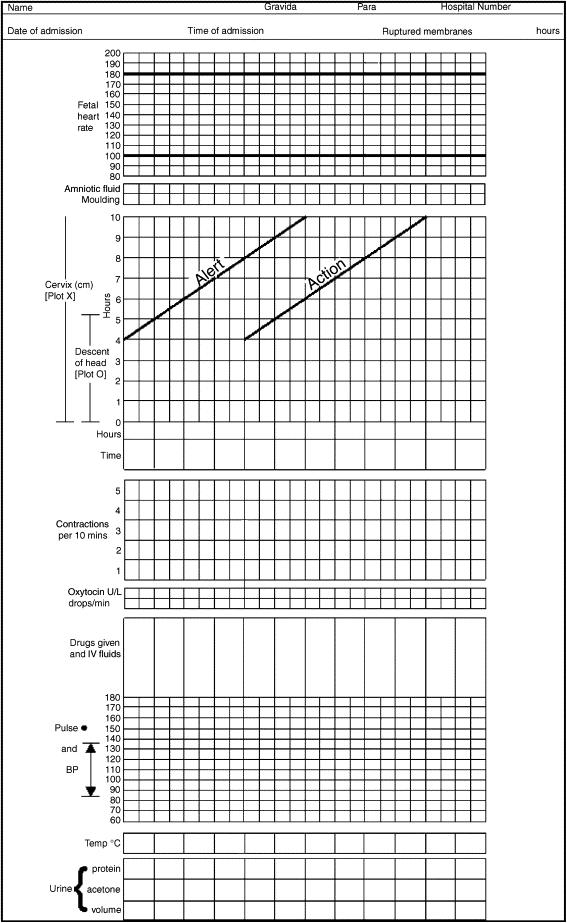 Name Gravida Para Hospital Number
Date of admission Time of admission Ruptured membranes hours
200
190
180
170
160
Fetal 150
heart 140
rate 130
120
110
100
90
80
Amniotic fluid
Moulding
10
9
8
Alert
Action
7
Cervix (cm)
[Plot X]
6
Hours
5
4
Descent
of head
[Plot O]
3
2
1
0
Hours
Time
5
4
Contractions
per 10 mins
3
2
1
Oxytocin U/L
drops/min
Drugs given
and IV fluids
180
170
160
Pulse 150
140
and 130
120
BP 110
100
90
80
70
60
Temp °C
protein
Urine acetone
volume